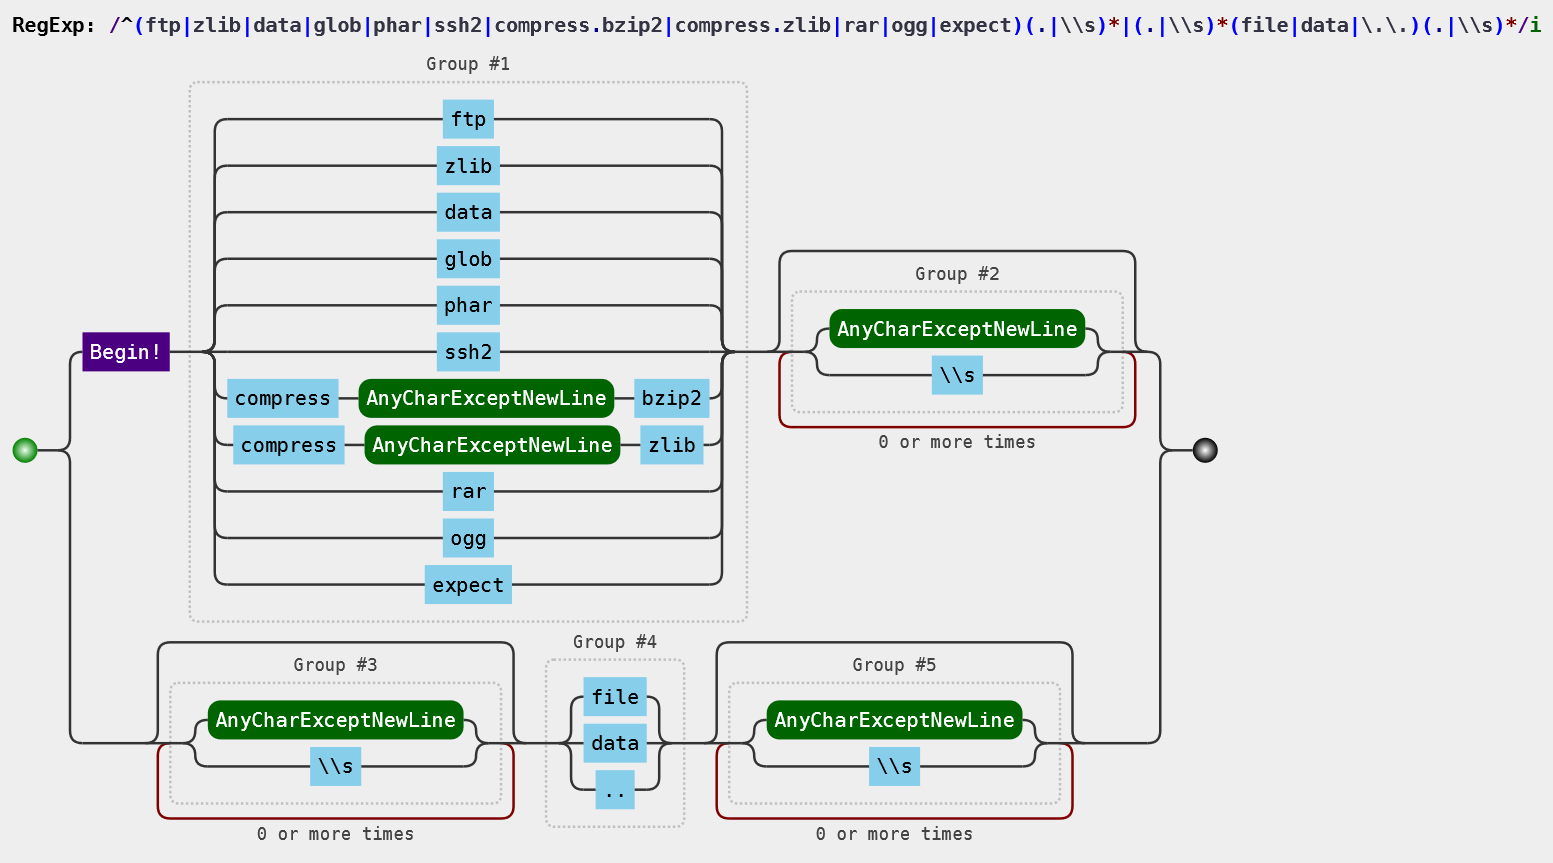 RegExp: /^(ftp|zlib|data|glob|phar|ssh2|compress.bzip2|compress.zlib|rar|ogg|expect)(.|\\s)*|(.|\\s)*(file|data|\.\.)(.|\\s)*/i
Group #1
ftp
zlib
data
glob
Group #2
phar
AnyCharExceptNewLine
Begin!
ssh2
\\s
compress AnyCharExceptNewLine bzip2
compress AnyCharExceptNewLine zlib
0 or more times
rar
ogg
expect
Group #3
Group #4
Group #5
AnyCharExceptNewLine
file
AnyCharExceptNewLine
\\s
data
\\s
..
0 or more times
0 or more times